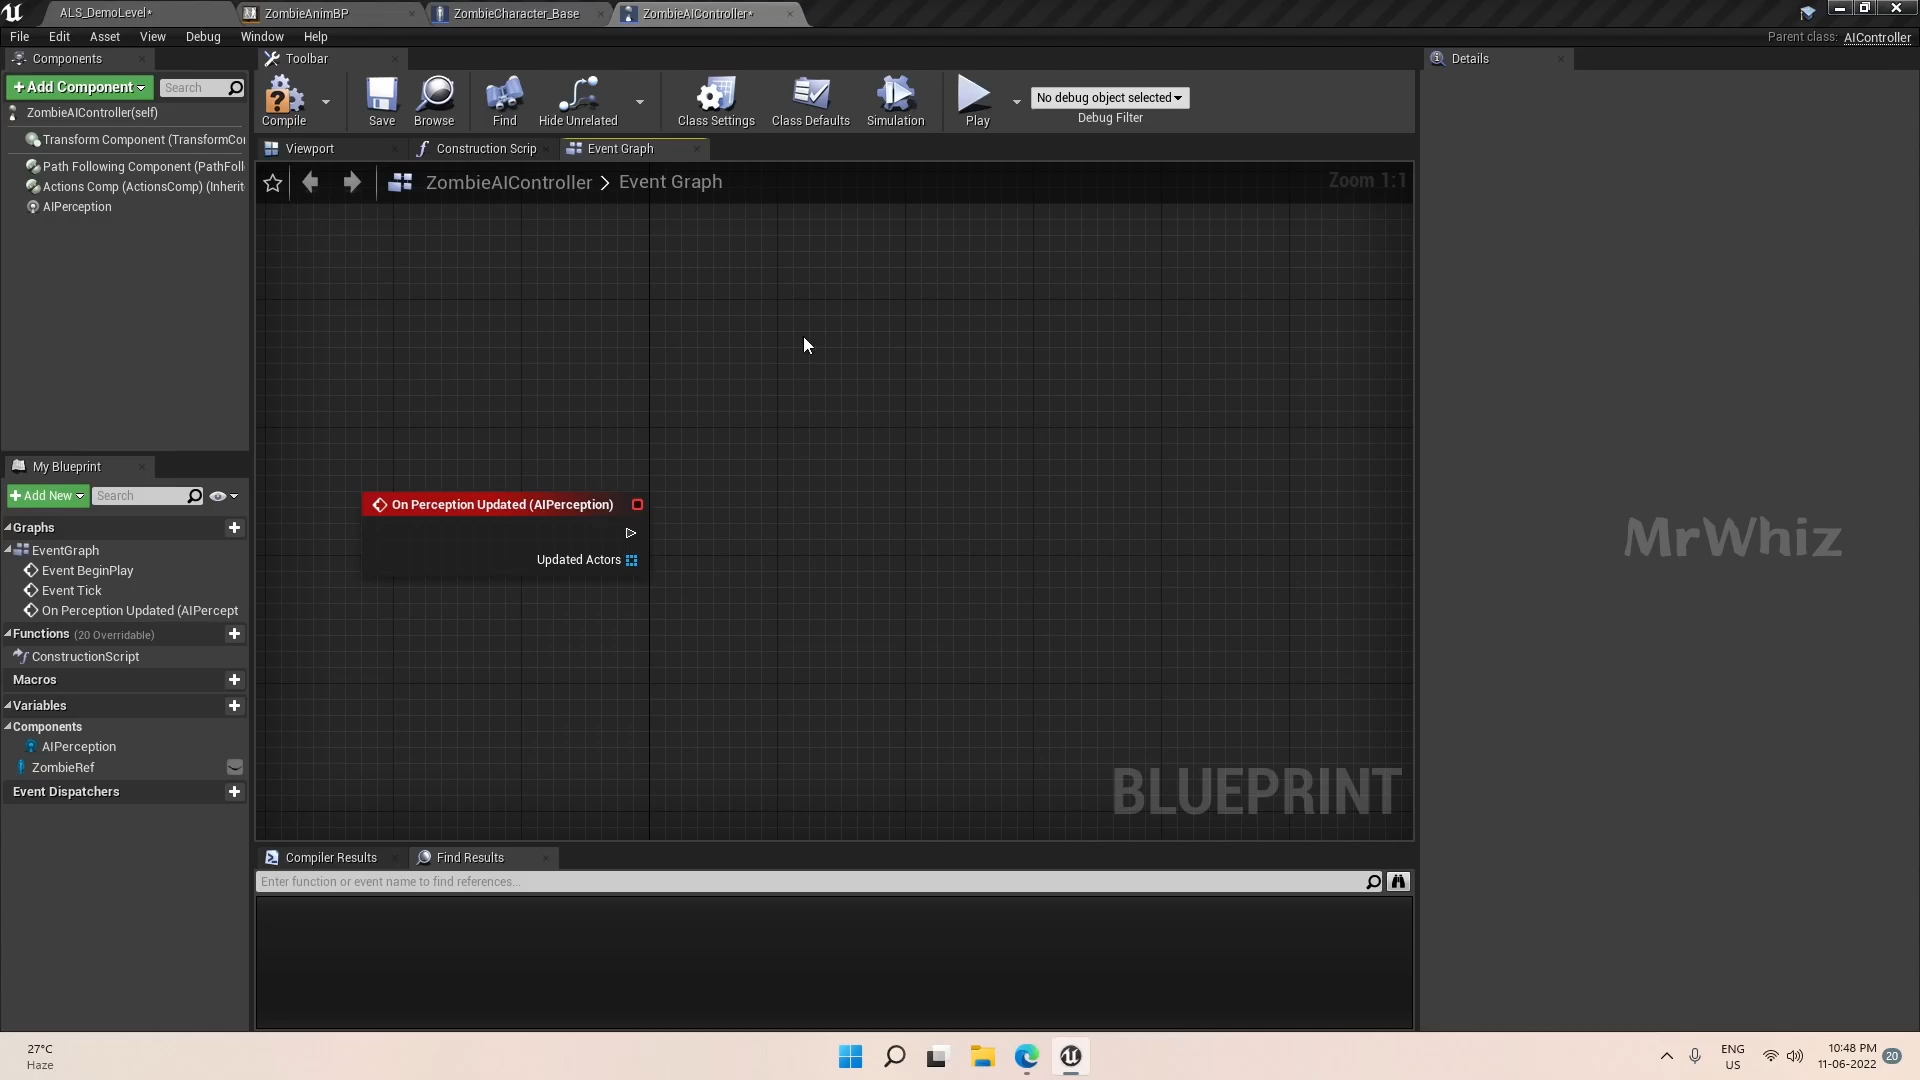 ALS_DemoLevel*
ZombieAnimBP
ZombieCharacter_Base
ZombieAIController*
File Edit Asset View Debug Window Help
Parent class: AIController
Components
Toolbar
Details
+Add Component
Search
ZombieAIController(self)
Transform Component (TransformCor
Path Following Component (PathFoll
Actions Comp (ActionsComp) (Inherit
AIPerception
Compile
Save
Browse
Find
Hide Unrelated
Class Settings
Class Defaults
Simulation
Play
No debug object selected
Debug Filter
Viewport
Construction Scrip
Event Graph
ZombieAIController > Event Graph
Zoom 1:1
On Perception Updated (AIPerception)
Updated Actors
BLUEPRINT
MrWhiz
My Blueprint
+Add New
Search
Graphs
EventGraph
Event BeginPlay
Event Tick
On Perception Updated (AIPercept
Functions (20 Overridable)
ConstructionScript
Macros
Variables
Components
AIPerception
ZombieRef
Event Dispatchers
Compiler Results
Find Results
Enter function or event name to find references...
27°C
Haze
ENG
US
10:48 PM
11-06-2022
20